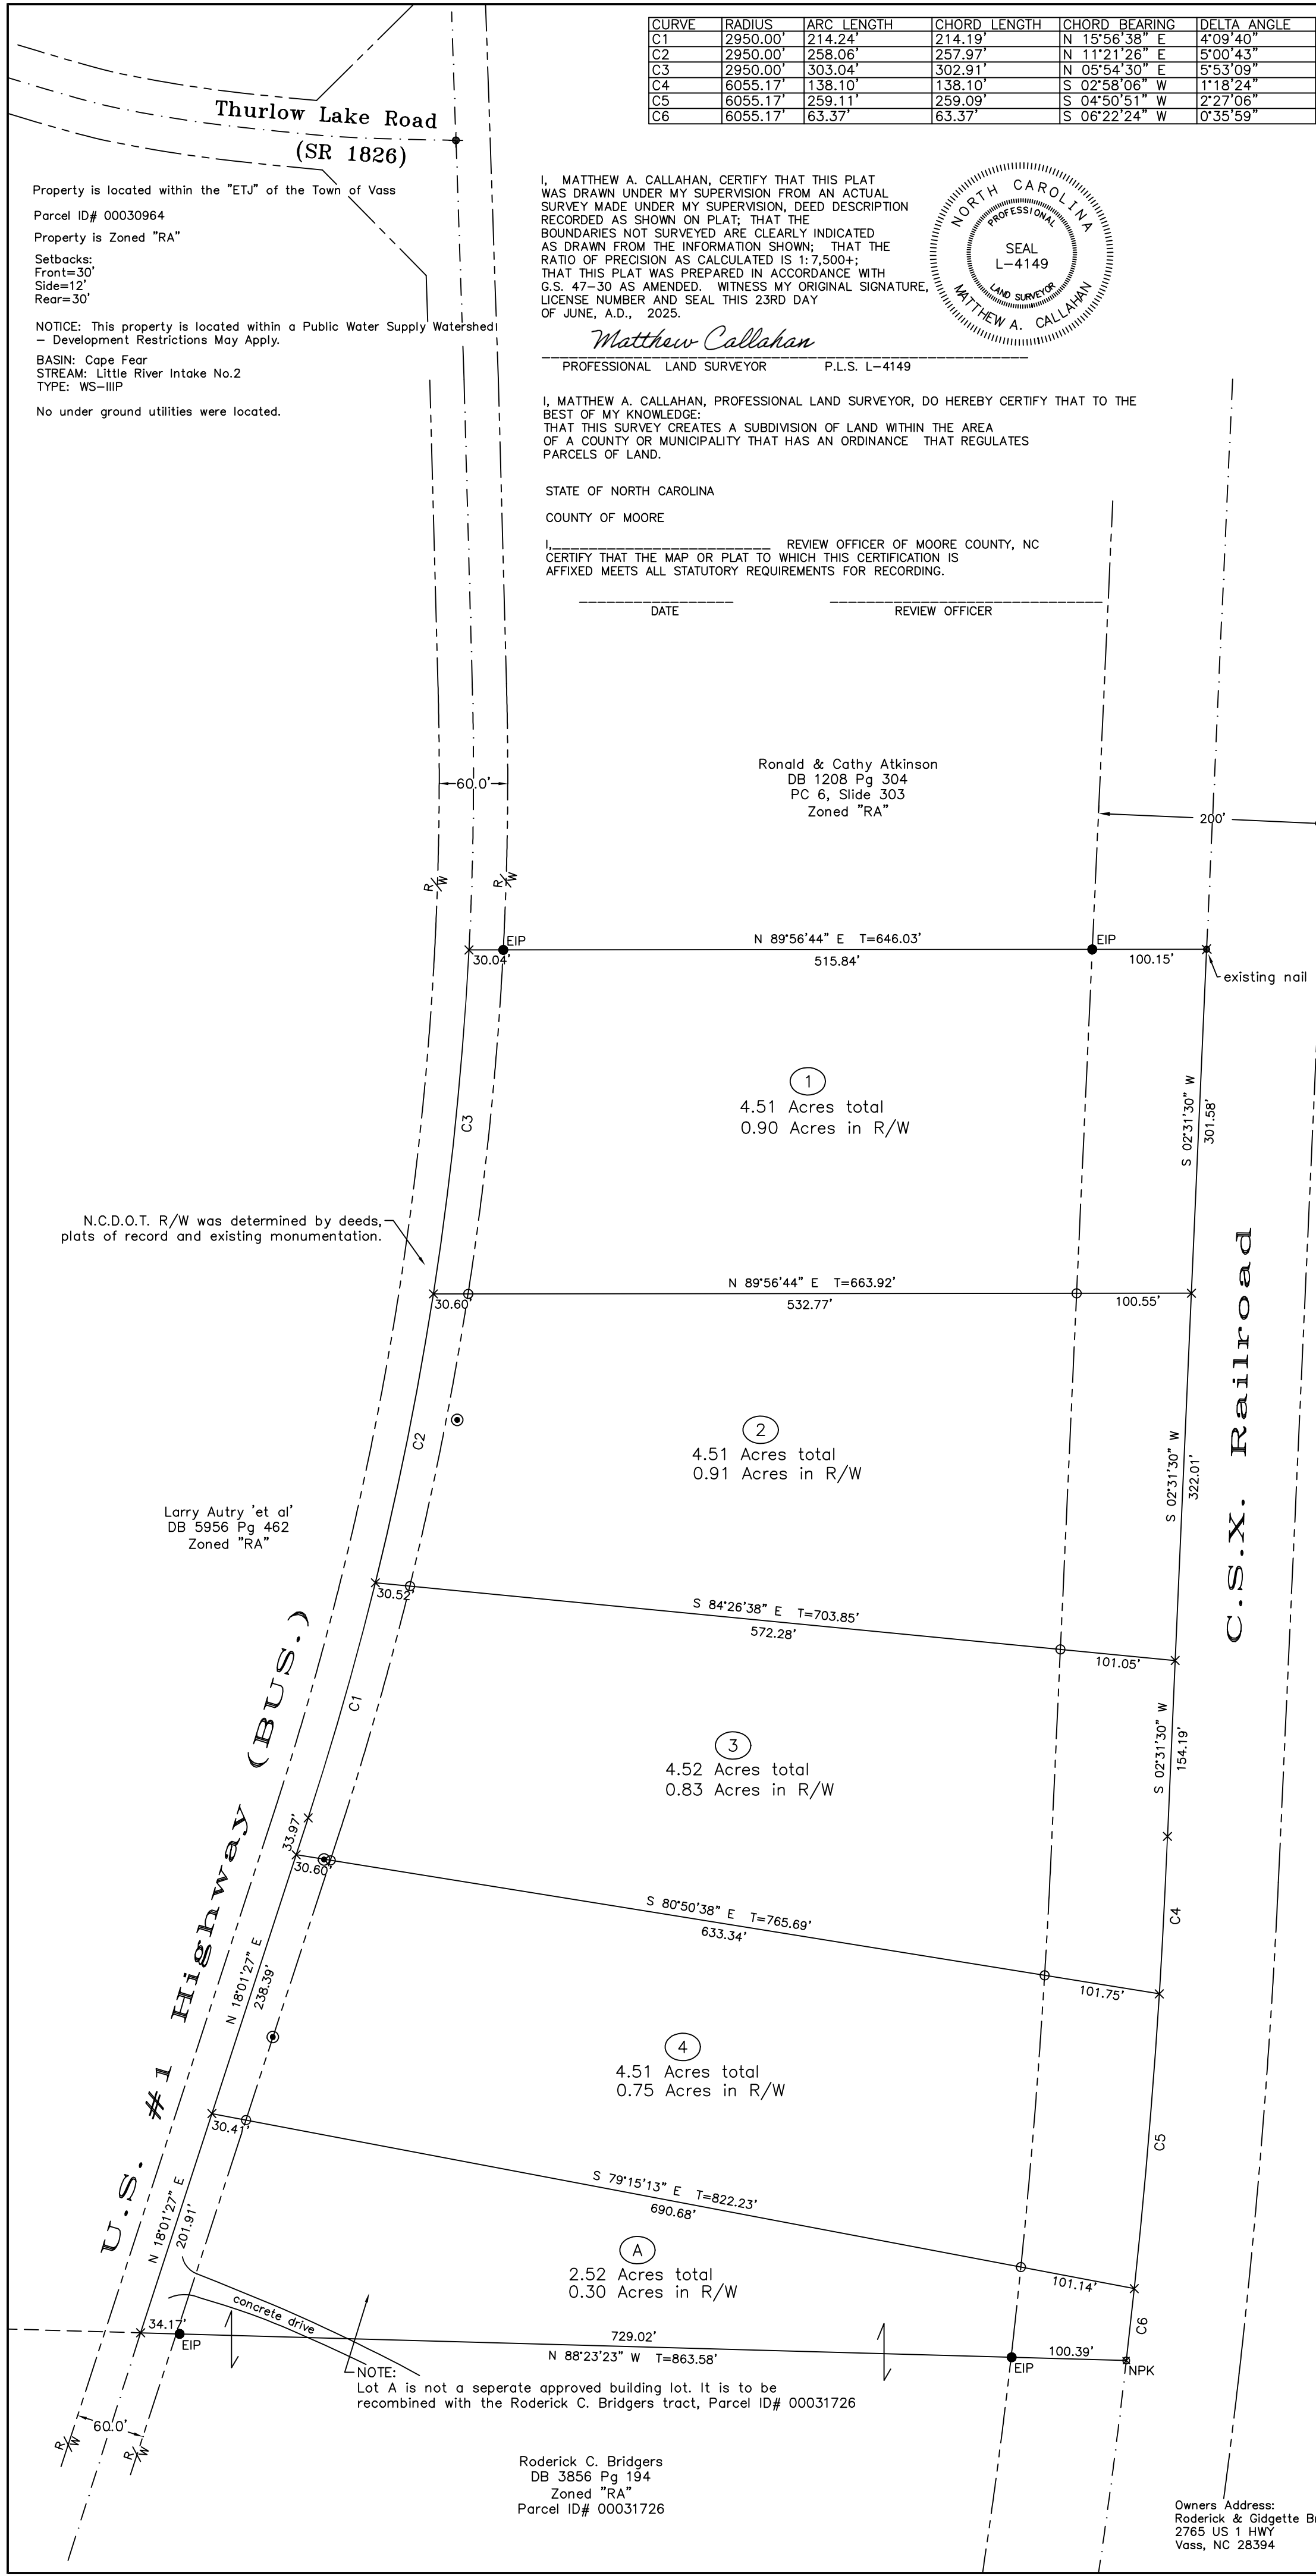 CURVE RADIUS ARC LENGTH CHORD LENGTH CHORD BEARING DELTA ANGLE
C1 2950.00' 214.24' 214.19' N 15°56'38" E 4°09'40"
C2 2950.00' 258.06' 257.97' N 11°21'26" E 5°00'43"
C3 2950.00' 303.04' 302.91' N 05°54'30" E 5°53'09"
C4 6055.17' 138.10' 138.10' S 02°58'06" W 1°18'24"
C5 6055.17' 259.11' 259.09' S 04°50'51" W 2°27'06"
C6 6055.17' 63.37' 63.37' S 06°22'24" W 0°35'59"
Thurlow Lake Road
(SR 1826)
Property is located within the "ETJ" of the Town of Vass
Parcel ID# 00030964
Property is Zoned "RA"
Setbacks:
Front=30'
Side=12'
Rear=30'
NOTICE: This property is located within a Public Water Supply Watershed
– Development Restrictions May Apply.
BASIN: Cape Fear
STREAM: Little River Intake No.2
TYPE: WS-IIIP
No under ground utilities were located.
I, MATTHEW A. CALLAHAN, CERTIFY THAT THIS PLAT
WAS DRAWN UNDER MY SUPERVISION FROM AN ACTUAL
SURVEY MADE UNDER MY SUPERVISION, DEED DESCRIPTION
RECORDED AS SHOWN ON PLAT; THAT THE
BOUNDARIES NOT SURVEYED ARE CLEARLY INDICATED
AS DRAWN FROM THE INFORMATION SHOWN; THAT THE
RATIO OF PRECISION AS CALCULATED IS 1:7,500+;
THAT THIS PLAT WAS PREPARED IN ACCORDANCE WITH
G.S. 47-30 AS AMENDED. WITNESS MY ORIGINAL SIGNATURE,
LICENSE NUMBER AND SEAL THIS 23RD DAY
OF JUNE, A.D., 2025.
Matthew Callahan
PROFESSIONAL LAND SURVEYOR P.L.S. L-4149
NORTH CAROLINA
PROFESSIONAL
SEAL
L-4149
LAND SURVEYOR
MATTHEW A. CALLAHAN
I, MATTHEW A. CALLAHAN, PROFESSIONAL LAND SURVEYOR, DO HEREBY CERTIFY THAT TO THE
BEST OF MY KNOWLEDGE:
THAT THIS SURVEY CREATES A SUBDIVISION OF LAND WITHIN THE AREA
OF A COUNTY OR MUNICIPALITY THAT HAS AN ORDINANCE THAT REGULATES
PARCELS OF LAND.
STATE OF NORTH CAROLINA
COUNTY OF MOORE
I,________________________ REVIEW OFFICER OF MOORE COUNTY, NC
CERTIFY THAT THE MAP OR PLAT TO WHICH THIS CERTIFICATION IS
AFFIXED MEETS ALL STATUTORY REQUIREMENTS FOR RECORDING.
DATE REVIEW OFFICER
Ronald & Cathy Atkinson
DB 1208 Pg 304
PC 6, Slide 303
Zoned "RA"
60.0'
200'
R/W
R/W
EIP
N 89°56'44" E T=646.03'
EIP
30.04'
515.84'
100.15'
existing nail
1
4.51 Acres total
0.90 Acres in R/W
C3
S 02°31'30" W
301.58'
N.C.D.O.T. R/W was determined by deeds,
plats of record and existing monumentation.
N 89°56'44" E T=663.92'
30.60'
532.77'
100.55'
C.S.X. Railroad
2
4.51 Acres total
0.91 Acres in R/W
C2
S 02°31'30" W
322.01'
Larry Autry 'et al'
DB 5956 Pg 462
Zoned "RA"
30.52'
S 84°26'38" E T=703.85'
572.28'
101.05'
C1
3
4.52 Acres total
0.83 Acres in R/W
S 02°31'30" W
154.19'
U.S. #1 Highway (BUS.)
33.97'
30.60'
S 80°50'38" E T=765.69'
633.34'
101.75'
C4
N 18°01'27" E
238.39'
4
4.51 Acres total
0.75 Acres in R/W
C5
30.41'
S 79°15'13" E T=822.23'
690.68'
101.14'
N 18°01'27" E
201.91'
A
2.52 Acres total
0.30 Acres in R/W
C6
concrete drive
34.17'
EIP
729.02'
N 88°23'23" W T=863.58'
100.39'
EIP
NPK
NOTE:
Lot A is not a seperate approved building lot. It is to be
recombined with the Roderick C. Bridgers tract, Parcel ID# 00031726
60.0'
R/W
R/W
Roderick C. Bridgers
DB 3856 Pg 194
Zoned "RA"
Parcel ID# 00031726
Owners Address:
Roderick & Gidgette
2765 US 1 HWY
Vass, NC 28394